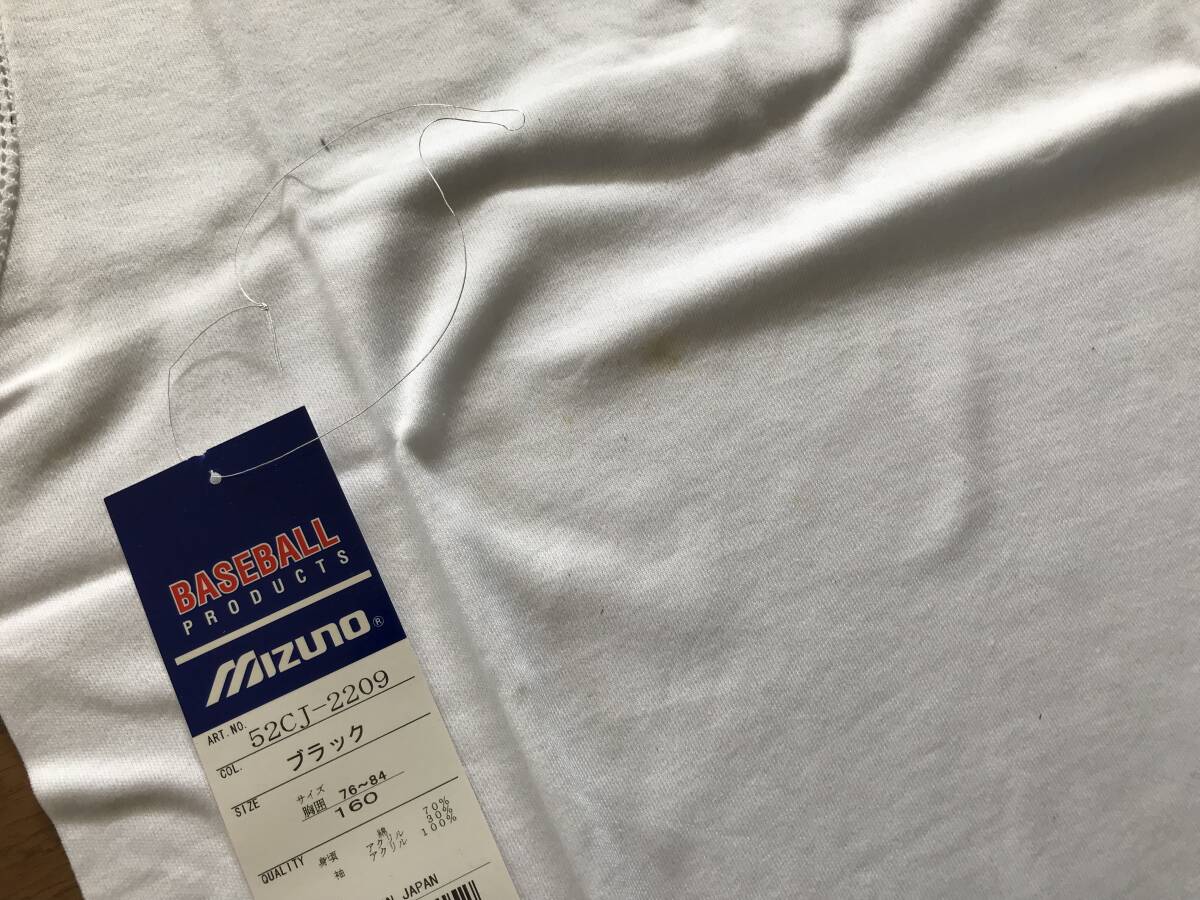 BASEBALL
PRODUCTS
MIZUNO®
ART.NO. 52CJ-2209
COL. ブラック
SIZE サイズ 胸囲 76~84
160
QUALITY 身頃 綿 70%
アクリル 30%
袖 アクリル 100%
JAPAN